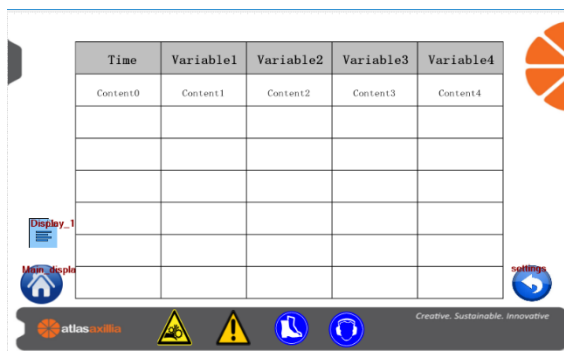 Time Variable1 Variable2 Variable3 Variable4
Content0 Content1 Content2 Content3 Content4
Display_1
Main_displa
settings
atlasaxillia
Creative. Sustainable. Innovative